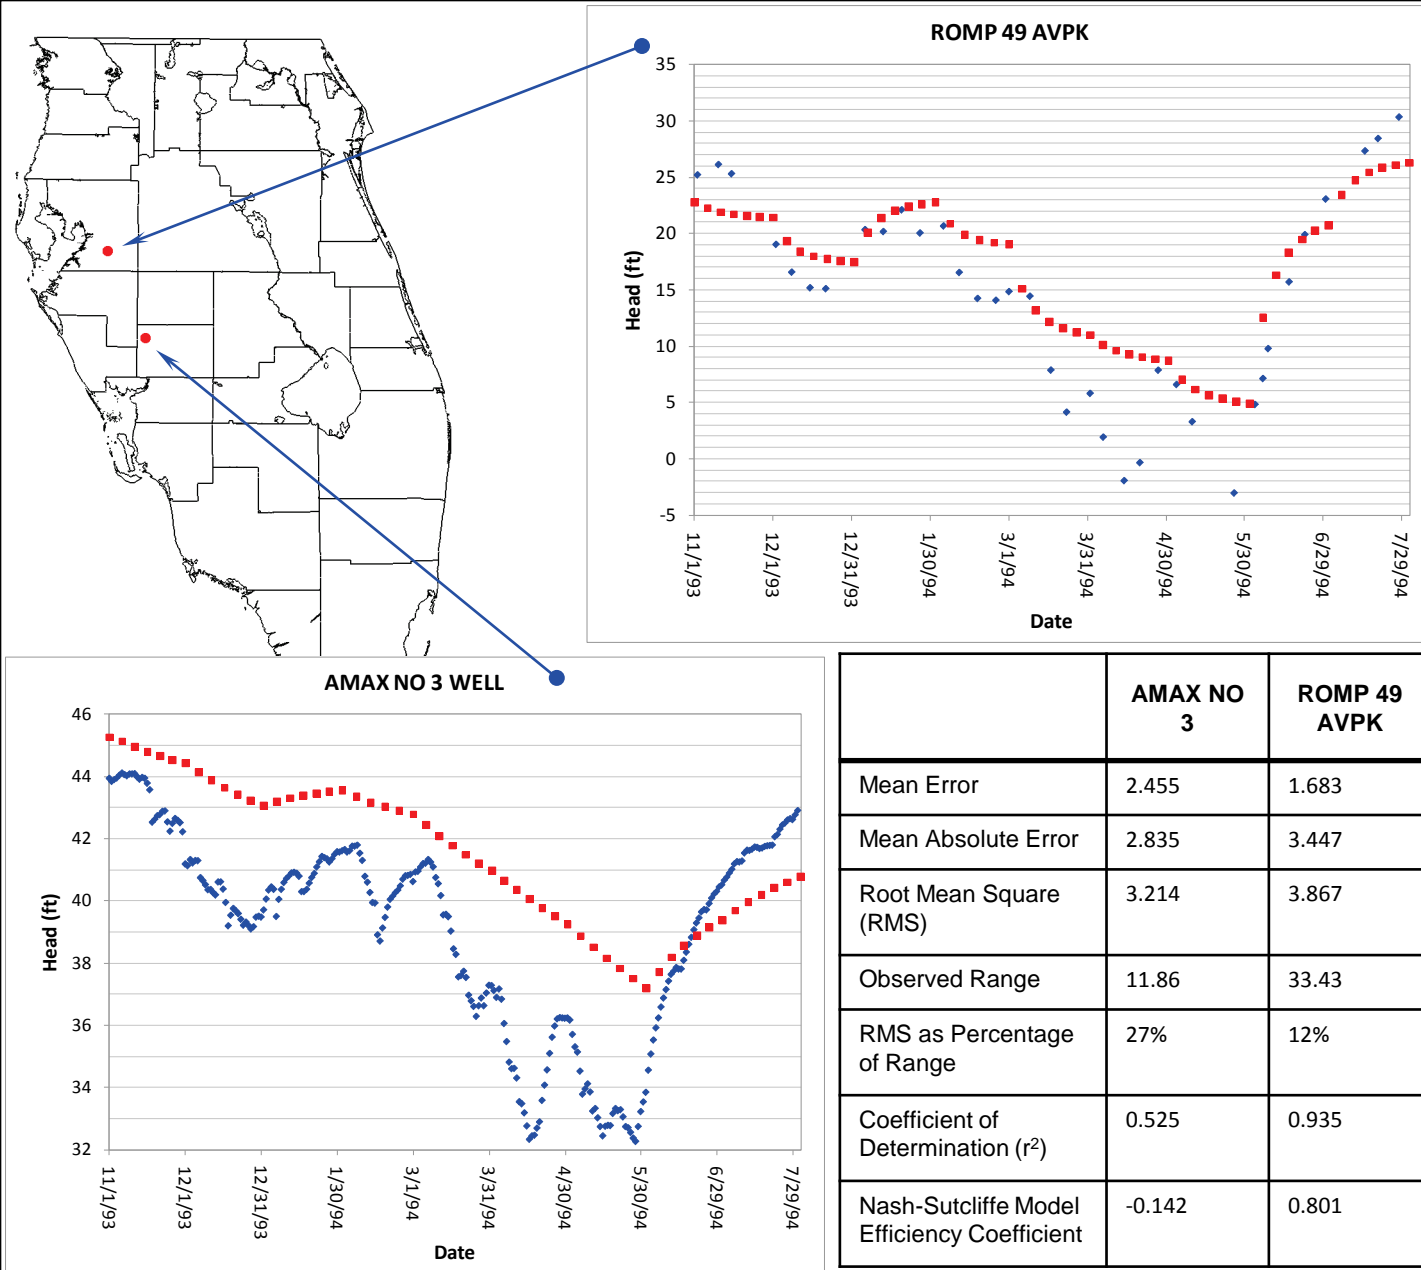 ROMP 49 AVPK
35
30
25
20
15
10
5
0
-5
Head (ft)
11/1/93
12/1/93
12/31/93
1/30/94
3/1/94
3/31/94
4/30/94
5/30/94
6/29/94
7/29/94
Date
AMAX NO 3 WELL
46
44
42
40
38
36
34
32
Head (ft)
11/1/93
12/1/93
12/31/93
1/30/94
3/1/94
3/31/94
4/30/94
5/30/94
6/29/94
7/29/94
Date
AMAX NO
3
ROMP 49
AVPK
Mean Error 2.455 1.683
Mean Absolute Error 2.835 3.447
Root Mean Square
(RMS)
3.214 3.867
Observed Range 11.86 33.43
RMS as Percentage
of Range
27% 12%
Coefficient of
Determination (r²)
0.525 0.935
Nash-Sutcliffe Model
Efficiency Coefficient
-0.142 0.801